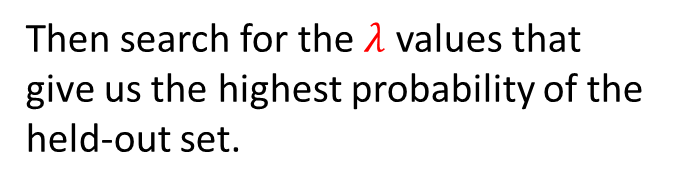 Then search for the λ values that
give us the highest probability of the
held-out set.